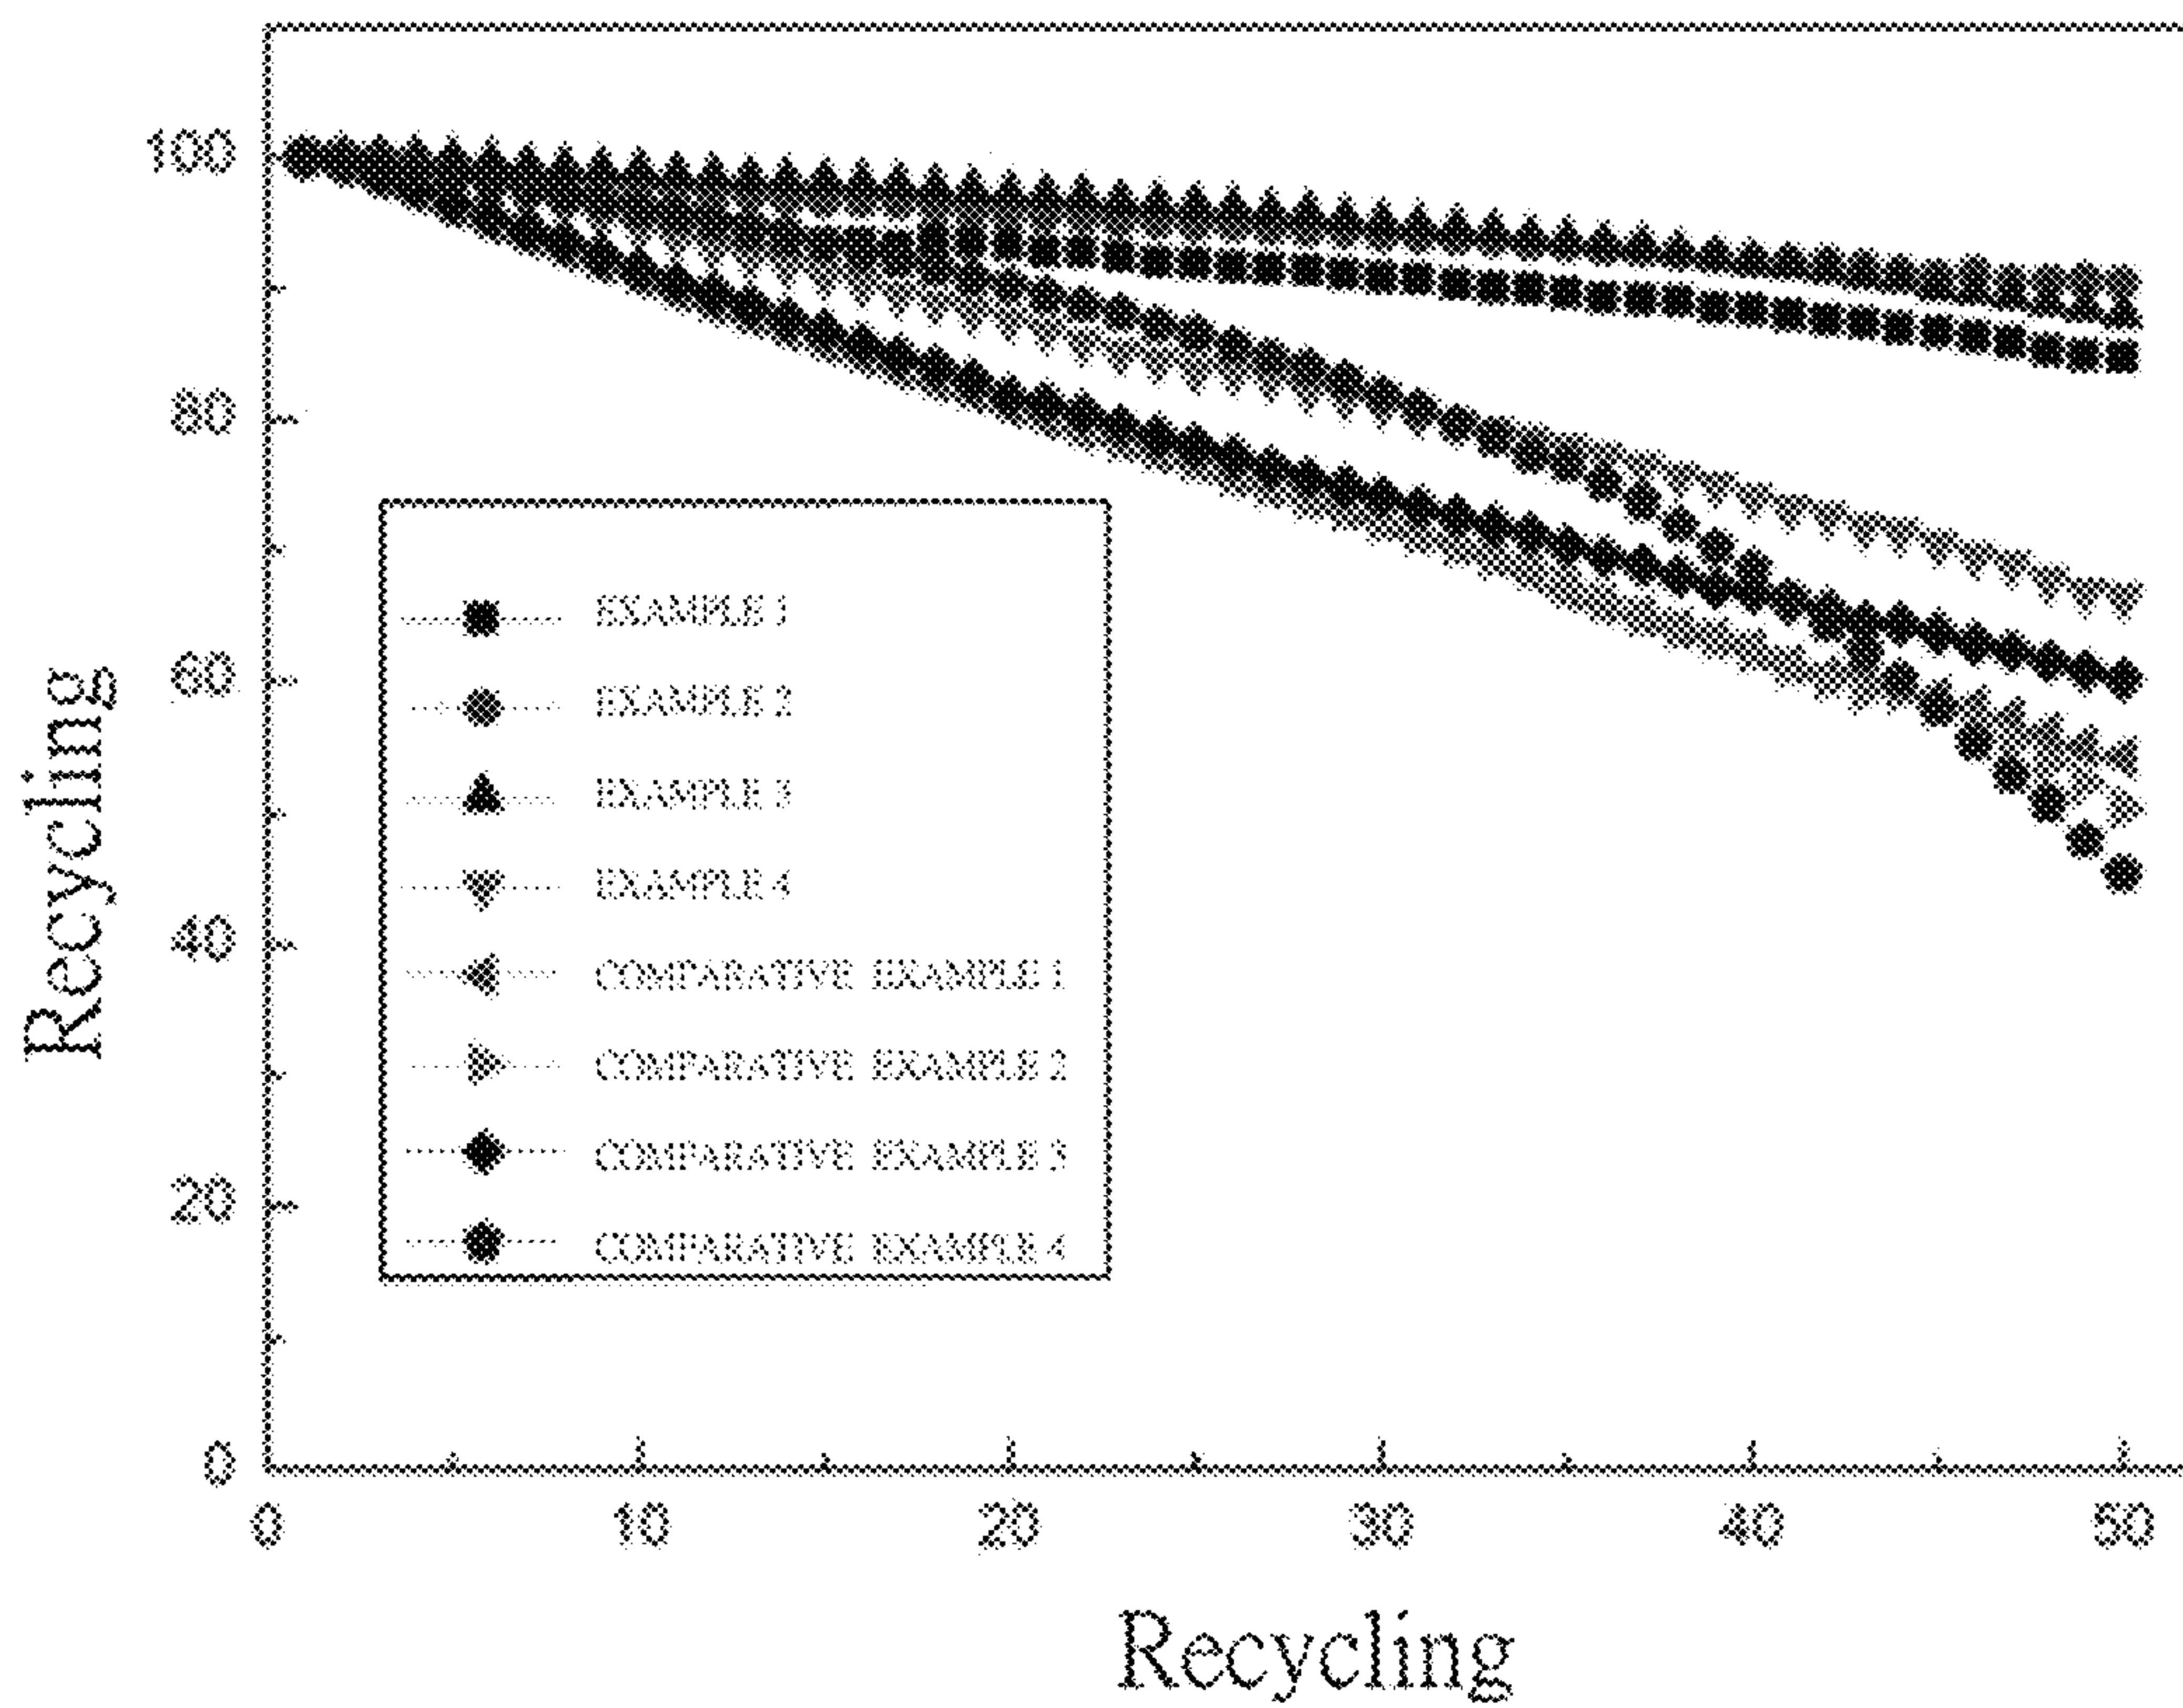 100
80
60
40
20
0
Recycling
EXAMPLE 1
EXAMPLE 2
EXAMPLE 3
EXAMPLE 4
COMPARATIVE EXAMPLE 1
COMPARATIVE EXAMPLE 2
COMPARATIVE EXAMPLE 3
COMPARATIVE EXAMPLE 4
0 10 20 30 40 50
Recycling